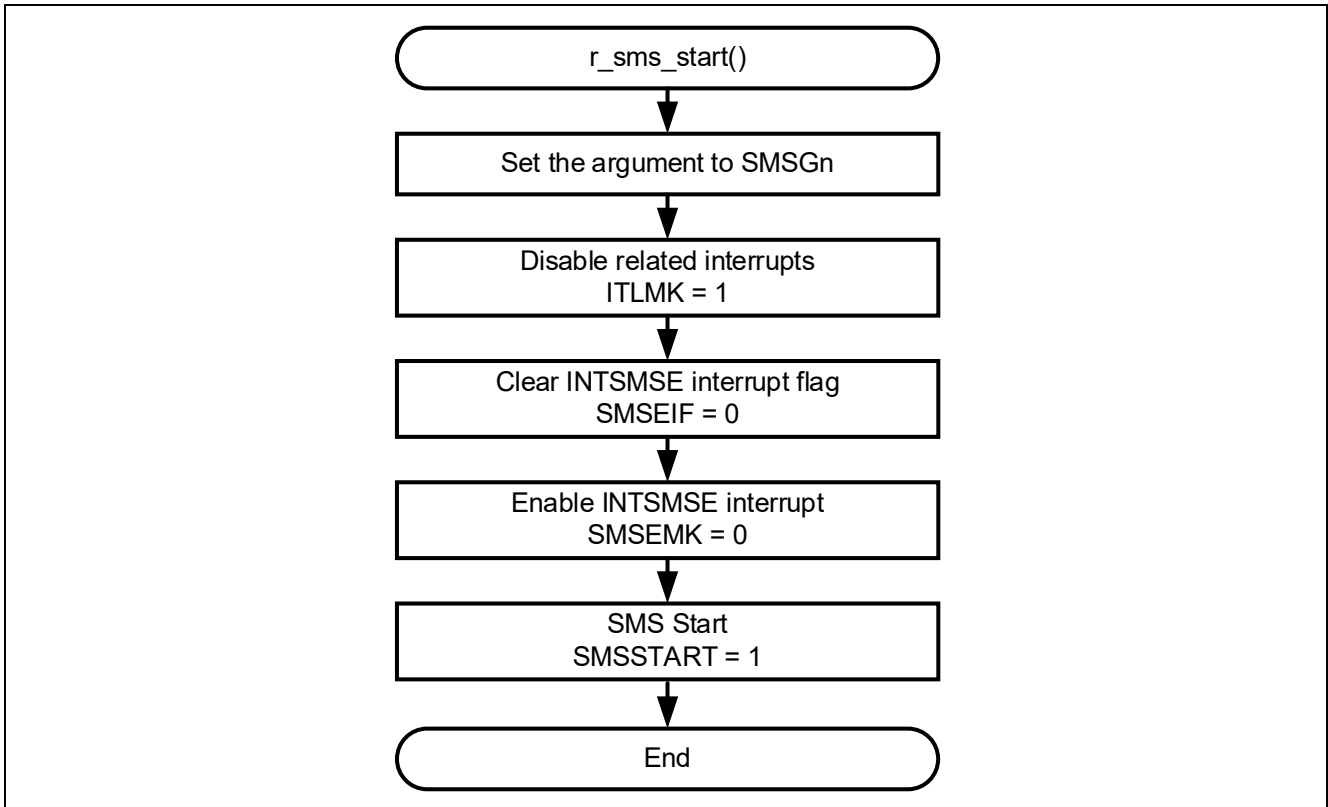 r_sms_start()
Set the argument to SMSGn
Disable related interrupts
ITLMK = 1
Clear INTSMSE interrupt flag
SMSEIF = 0
Enable INTSMSE interrupt
SMSEMK = 0
SMS Start
SMSSTART = 1
End